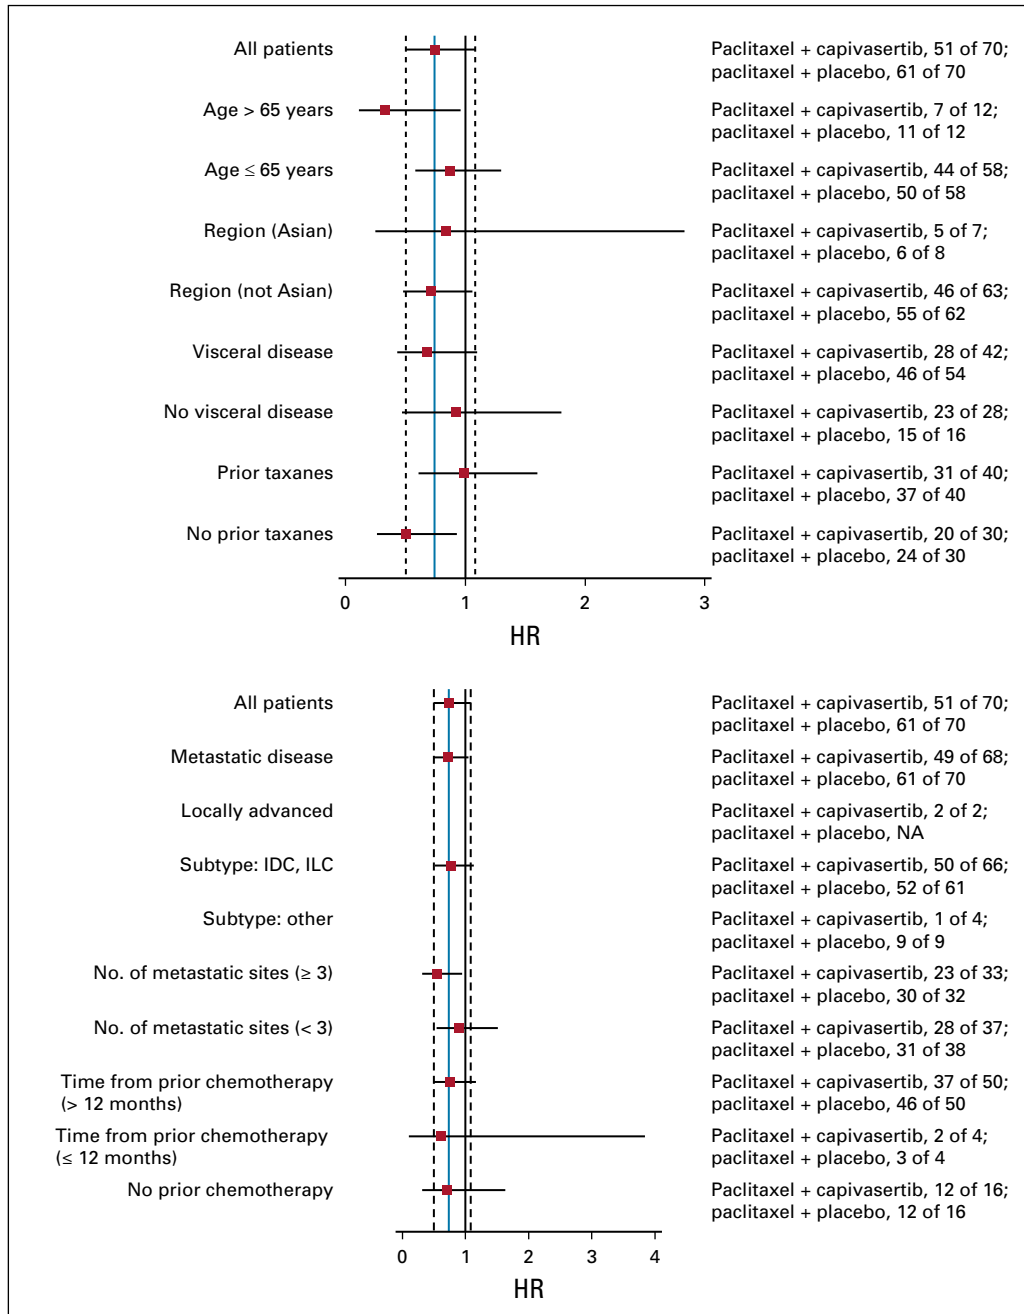 All patients
Paclitaxel + capivasertib, 51 of 70;
paclitaxel + placebo, 61 of 70
Age > 65 years
Paclitaxel + capivasertib, 7 of 12;
paclitaxel + placebo, 11 of 12
Age ≤ 65 years
Paclitaxel + capivasertib, 44 of 58;
paclitaxel + placebo, 50 of 58
Region (Asian)
Paclitaxel + capivasertib, 5 of 7;
paclitaxel + placebo, 6 of 8
Region (not Asian)
Paclitaxel + capivasertib, 46 of 63;
paclitaxel + placebo, 55 of 62
Visceral disease
Paclitaxel + capivasertib, 28 of 42;
paclitaxel + placebo, 46 of 54
No visceral disease
Paclitaxel + capivasertib, 23 of 28;
paclitaxel + placebo, 15 of 16
Prior taxanes
Paclitaxel + capivasertib, 31 of 40;
paclitaxel + placebo, 37 of 40
No prior taxanes
Paclitaxel + capivasertib, 20 of 30;
paclitaxel + placebo, 24 of 30
0 1 2 3
HR
All patients
Paclitaxel + capivasertib, 51 of 70;
paclitaxel + placebo, 61 of 70
Metastatic disease
Paclitaxel + capivasertib, 49 of 68;
paclitaxel + placebo, 61 of 70
Locally advanced
Paclitaxel + capivasertib, 2 of 2;
paclitaxel + placebo, NA
Subtype: IDC, ILC
Paclitaxel + capivasertib, 50 of 66;
paclitaxel + placebo, 52 of 61
Subtype: other
Paclitaxel + capivasertib, 1 of 4;
paclitaxel + placebo, 9 of 9
No. of metastatic sites (≥ 3)
Paclitaxel + capivasertib, 23 of 33;
paclitaxel + placebo, 30 of 32
No. of metastatic sites (< 3)
Paclitaxel + capivasertib, 28 of 37;
paclitaxel + placebo, 31 of 38
Time from prior chemotherapy
(> 12 months)
Paclitaxel + capivasertib, 37 of 50;
paclitaxel + placebo, 46 of 50
Time from prior chemotherapy
(≤ 12 months)
Paclitaxel + capivasertib, 2 of 4;
paclitaxel + placebo, 3 of 4
No prior chemotherapy
Paclitaxel + capivasertib, 12 of 16;
paclitaxel + placebo, 12 of 16
0 1 2 3 4
HR